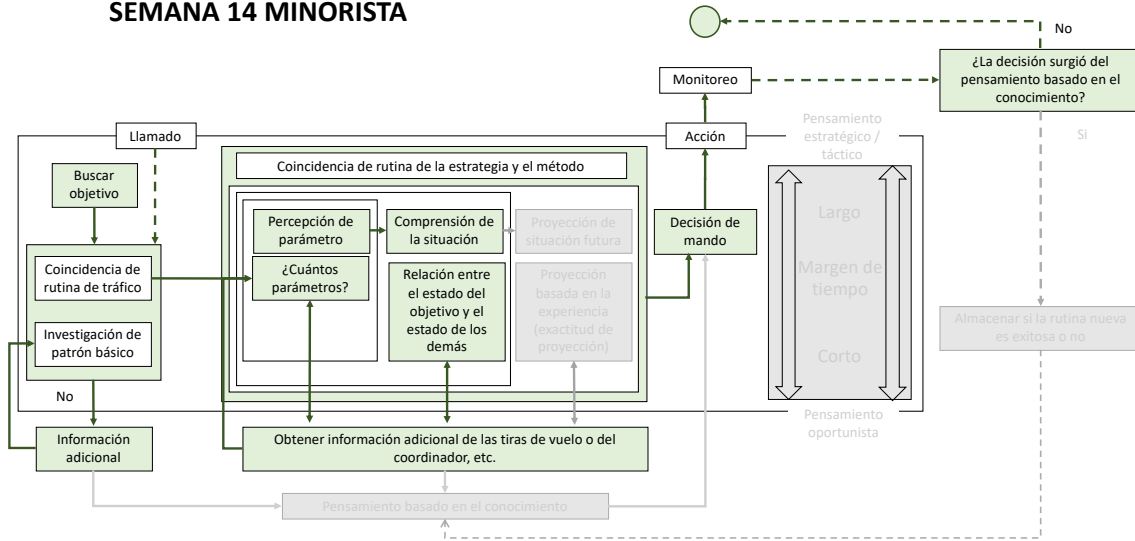 SEMANA 14 MINORISTA
No
¿La decisión surgió del
pensamiento basado en el
conocimiento?
Monitoreo
Pensamiento
estratégico /
táctico
Si
Llamado
Acción
Coincidencia de rutina de la estrategia y el método
Buscar
objetivo
Percepción de
parámetro
Comprensión de
la situación
Proyección de
situación futura
Decisión de
mando
Largo
Coincidencia de
rutina de tráfico
¿Cuántos
parámetros?
Relación entre
el estado del
objetivo y el
estado de los
demás
Proyección
basada en la
experiencia
(exactitud de
proyección)
Margen de
tiempo
Investigación de
patrón básico
Almacenar si la rutina nueva
es exitosa o no
Corto
No
Pensamiento
oportunista
Información
adicional
Obtener información adicional de las tiras de vuelo o del
coordinador, etc.
Pensamiento basado en el conocimiento